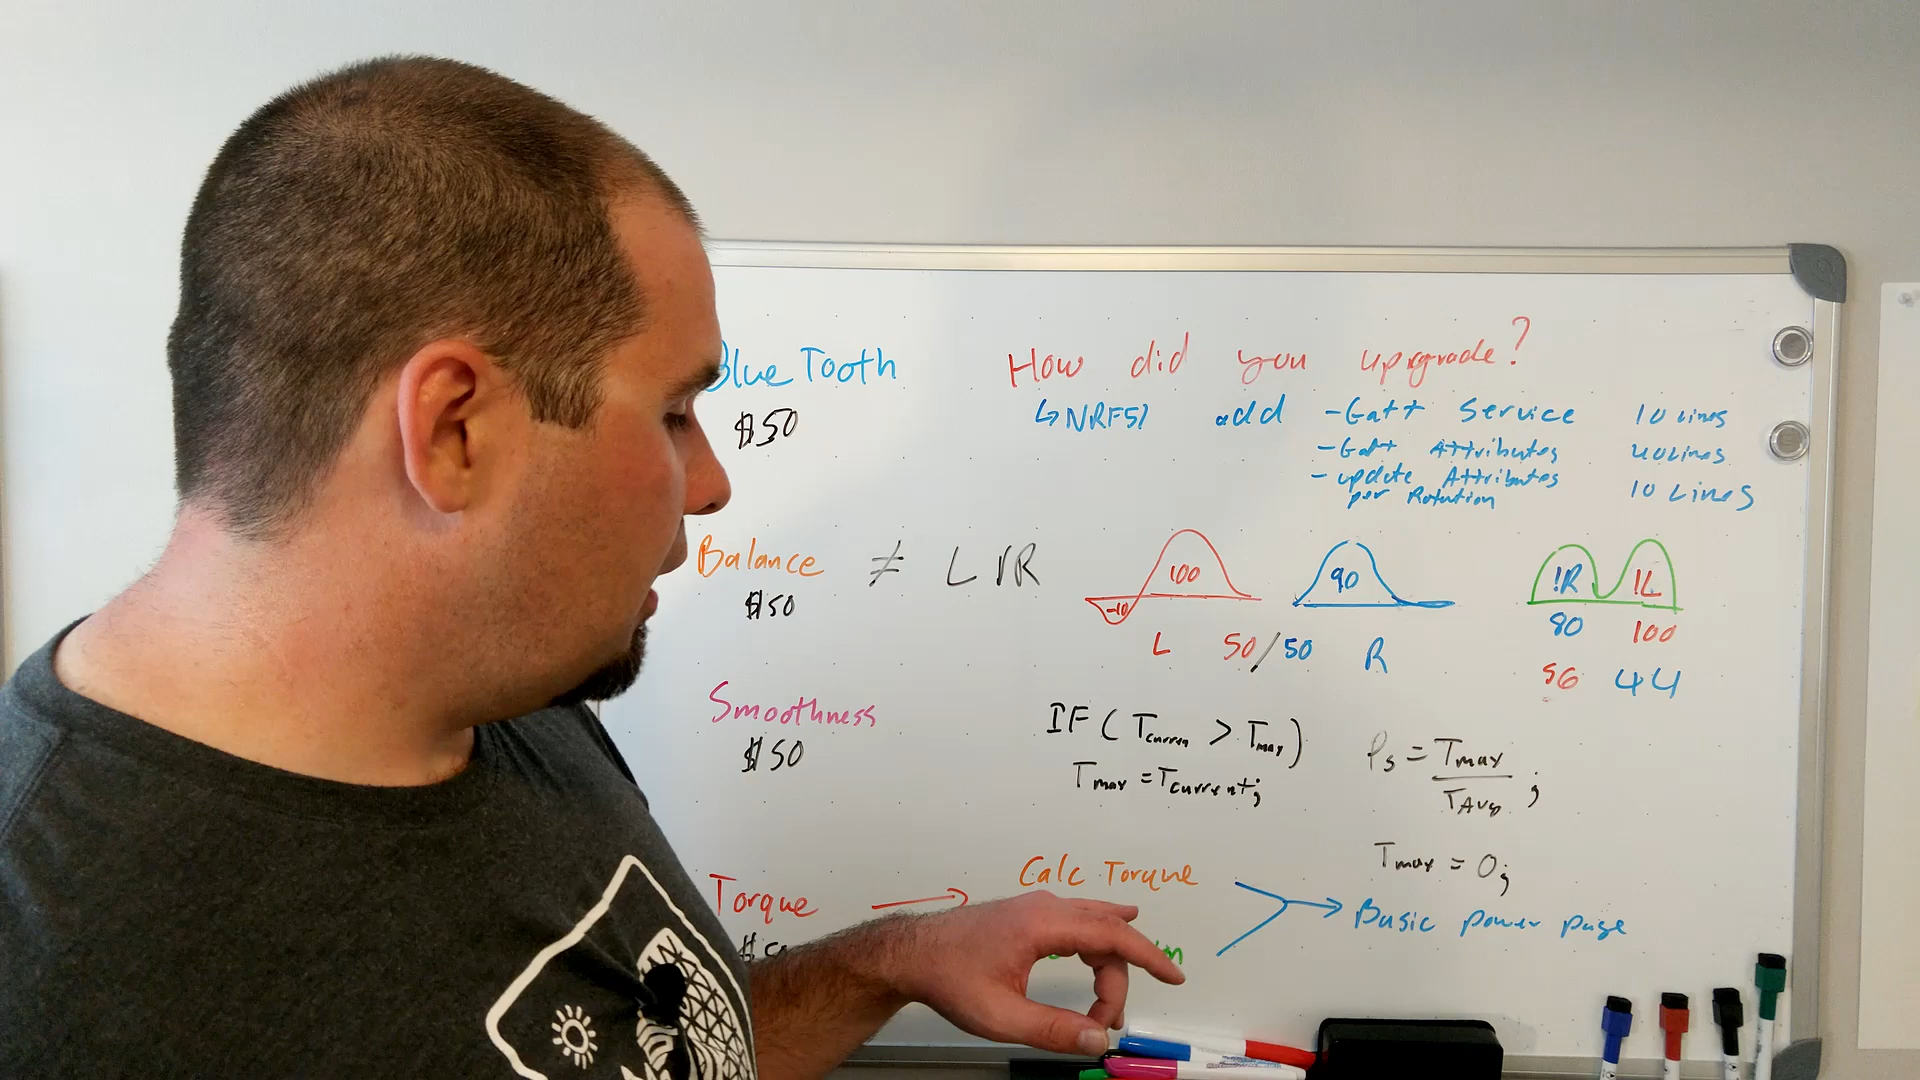 Blue Tooth
$50
How did you upgrade?
↳ NRF51 add - Gatt Service 10 Lines
- Gatt Attributes 40 Lines
- update Attributes
per Rotation 10 Lines
Balance ≠ L/R
$50
100
-10
90
!R !L
80 100
L 50/50 R
56 44
Smoothness
$50
IF ( Tcurren > Tmax )
Tmax = Tcurrent;
Ps = Tmax
TAvg ;
Tmax = 0;
Torque → Calc Torque
Basic power page